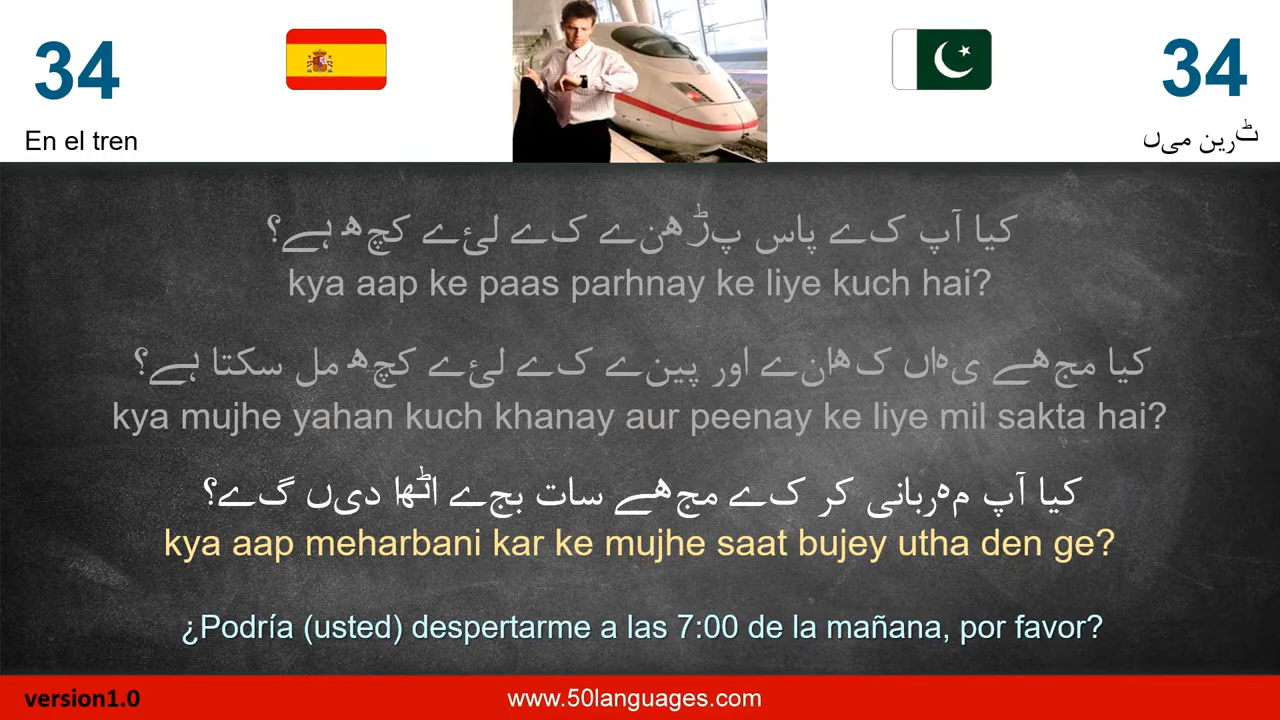 34
34
En el tren
ٹرین میں
کیا آپ کے پاس پڑھنے کے لئے کچھ ہے؟
kya aap ke paas parhnay ke liye kuch hai?
کیا مجھے یہاں کھانے اور پینے کے لئے کچھ مل سکتا ہے؟
kya mujhe yahan kuch khanay aur peenay ke liye mil sakta hai?
کیا آپ مہربانی کر کے مجھے سات بجے اٹھا دیں گے؟
kya aap meharbani kar ke mujhe saat bujey utha den ge?
¿Podría (usted) despertarme a las 7:00 de la mañana, por favor?
version1.0
www.50languages.com